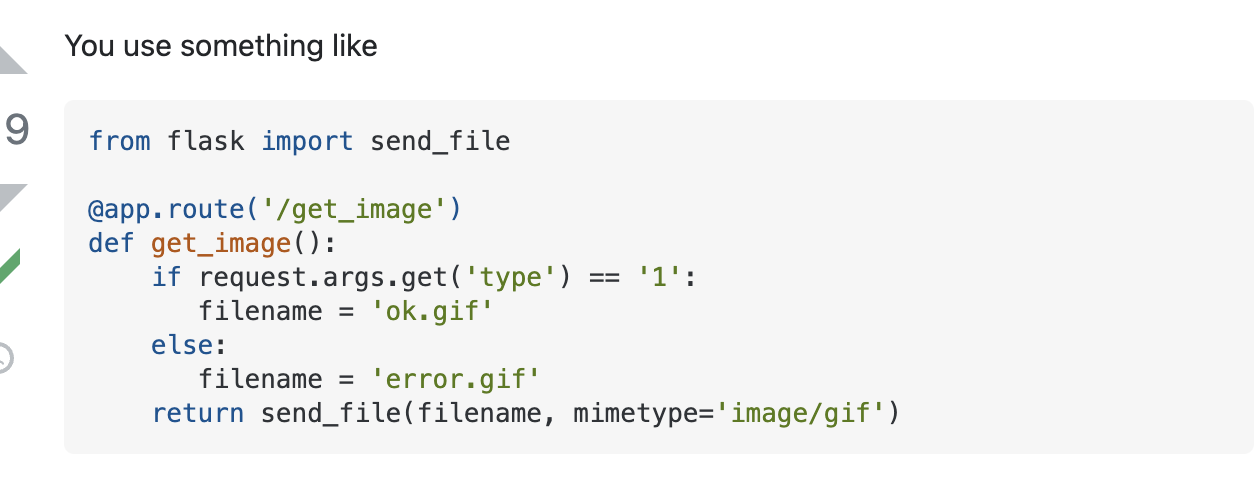 You use something like
9
from flask import send_file
@app.route('/get_image')
def get_image():
    if request.args.get('type') == '1':
       filename = 'ok.gif'
    else:
       filename = 'error.gif'
    return send_file(filename, mimetype='image/gif')